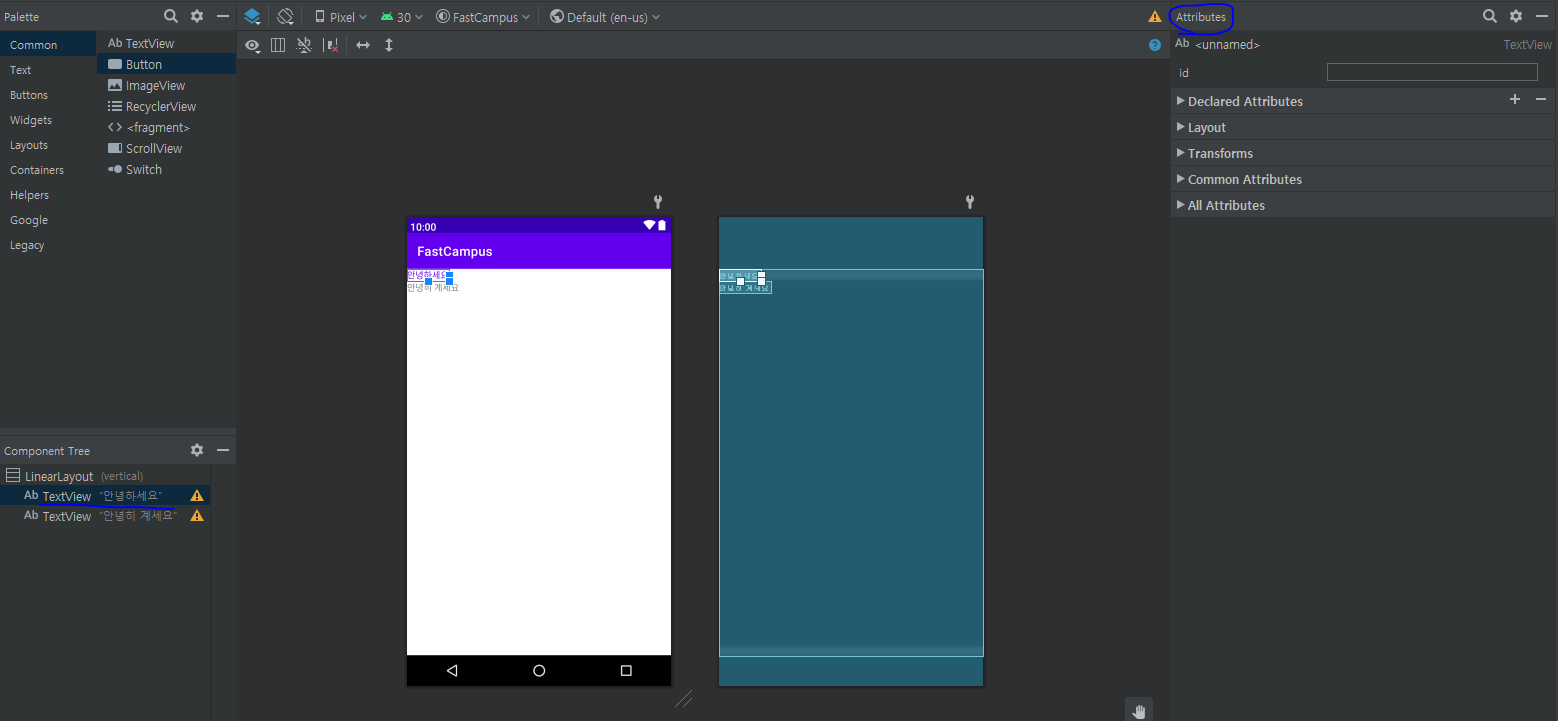 Palette
Pixel
30
FastCampus
Default (en-us)
Attributes
Common
Text
Buttons
Widgets
Layouts
Containers
Helpers
Google
Legacy
Ab TextView
Button
ImageView
RecyclerView
<> <fragment>
ScrollView
Switch
Ab <unnamed>
TextView
id
Declared Attributes
Layout
Transforms
Common Attributes
All Attributes
10:00
FastCampus
안녕하세요
안녕히 계세요
안녕하세요
안녕히 계세요
Component Tree
LinearLayout (vertical)
Ab TextView "안녕하세요"
Ab TextView "안녕히 계세요"